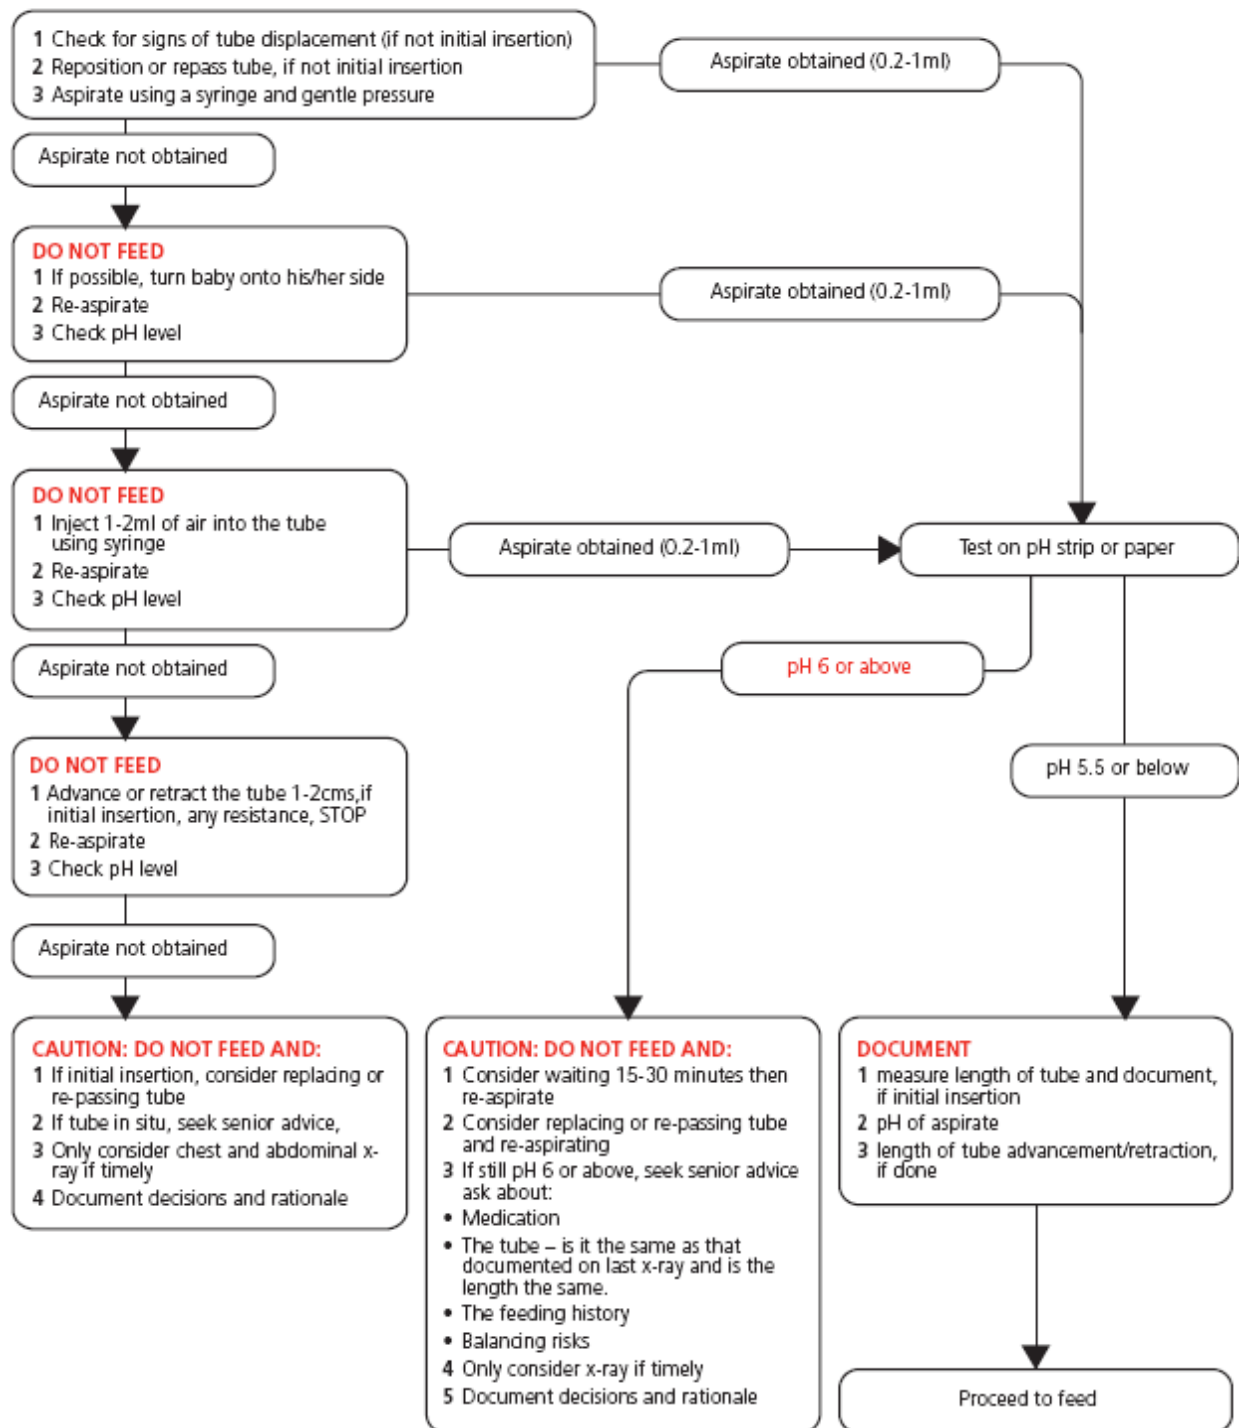 1 Check for signs of tube displacement (if not initial insertion)
2 Reposition or repass tube, if not initial insertion
3 Aspirate using a syringe and gentle pressure
Aspirate obtained (0.2-1ml)
Aspirate not obtained
DO NOT FEED
1 If possible, turn baby onto his/her side
2 Re-aspirate
3 Check pH level
Aspirate obtained (0.2-1ml)
Aspirate not obtained
DO NOT FEED
1 Inject 1-2ml of air into the tube
using syringe
2 Re-aspirate
3 Check pH level
Aspirate obtained (0.2-1ml)
Test on pH strip or paper
Aspirate not obtained
pH 6 or above
pH 5.5 or below
DO NOT FEED
1 Advance or retract the tube 1-2cms,if
initial insertion, any resistance, STOP
2 Re-aspirate
3 Check pH level
Aspirate not obtained
CAUTION: DO NOT FEED AND:
1 If initial insertion, consider replacing or
re-passing tube
2 If tube in situ, seek senior advice,
3 Only consider chest and abdominal x-
ray if timely
4 Document decisions and rationale
CAUTION: DO NOT FEED AND:
1 Consider waiting 15-30 minutes then
re-aspirate
2 Consider replacing or re-passing tube
and re-aspirating
3 If still pH 6 or above, seek senior advice
ask about:
• Medication
• The tube – is it the same as that
documented on last x-ray and is the
length the same.
• The feeding history
• Balancing risks
4 Only consider x-ray if timely
5 Document decisions and rationale
DOCUMENT
1 measure length of tube and document,
if initial insertion
2 pH of aspirate
3 length of tube advancement/retraction,
if done
Proceed to feed